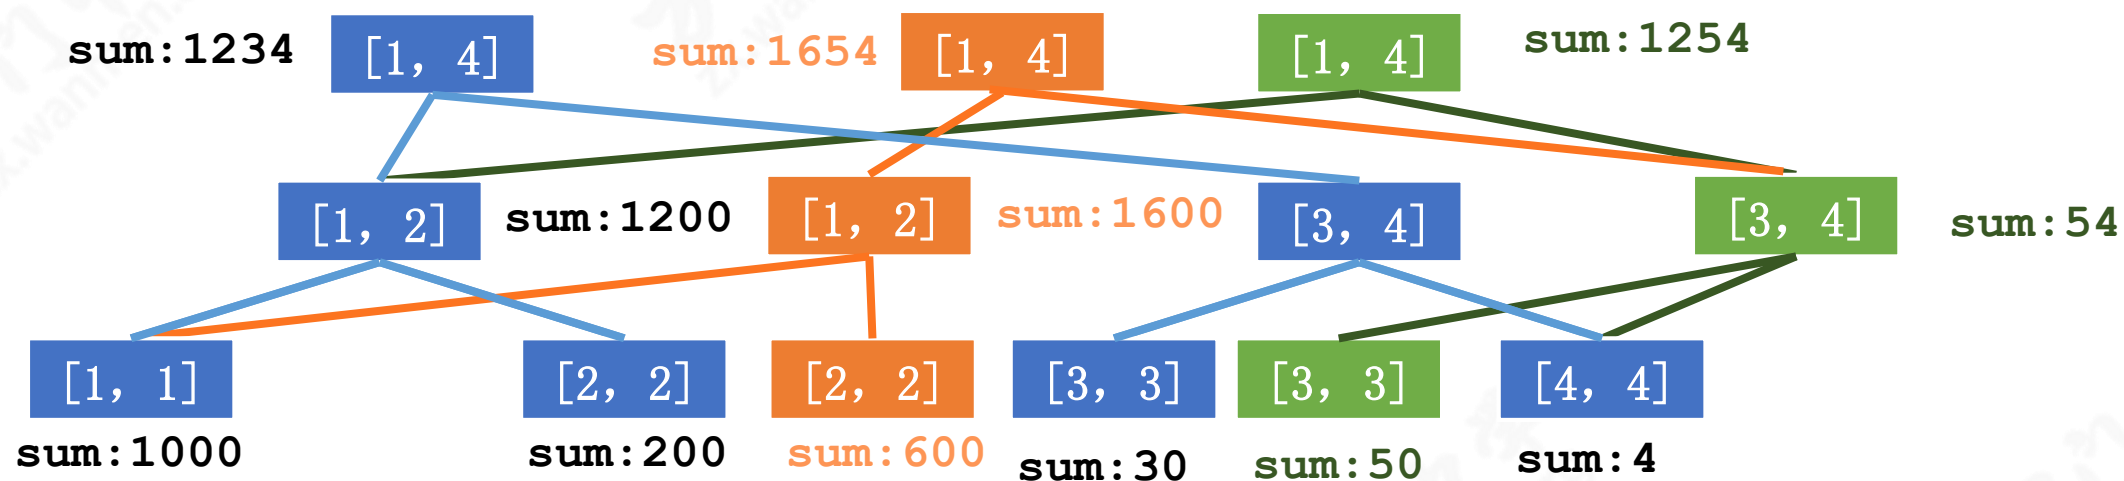 sum:1234 [1, 4] sum:1654 [1, 4] [1, 4] sum:1254
[1, 2] sum:1200 [1, 2] sum:1600 [3, 4] [3, 4] sum:54
[1, 1] [2, 2] [2, 2] [3, 3] [3, 3] [4, 4]
sum:1000 sum:200 sum:600 sum:30 sum:50 sum:4